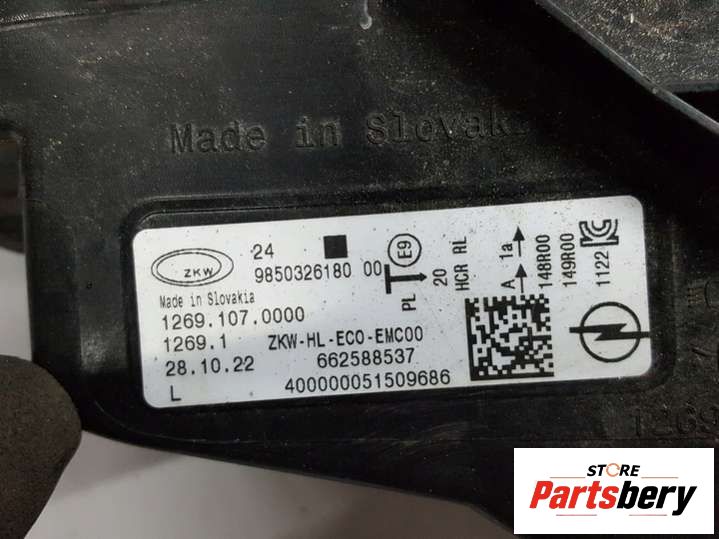 Made in Slovak
ZKW
24
9850326180 00
E9
PL
20
HCR RL
A 1a
148R00
149R00
1122
Made in Slovakia
1269.107.0000
1269.1 ZKW-HL-ECO-EMC00
28.10.22 662588537
L 400000051509686
1269
STORE
Partsbery